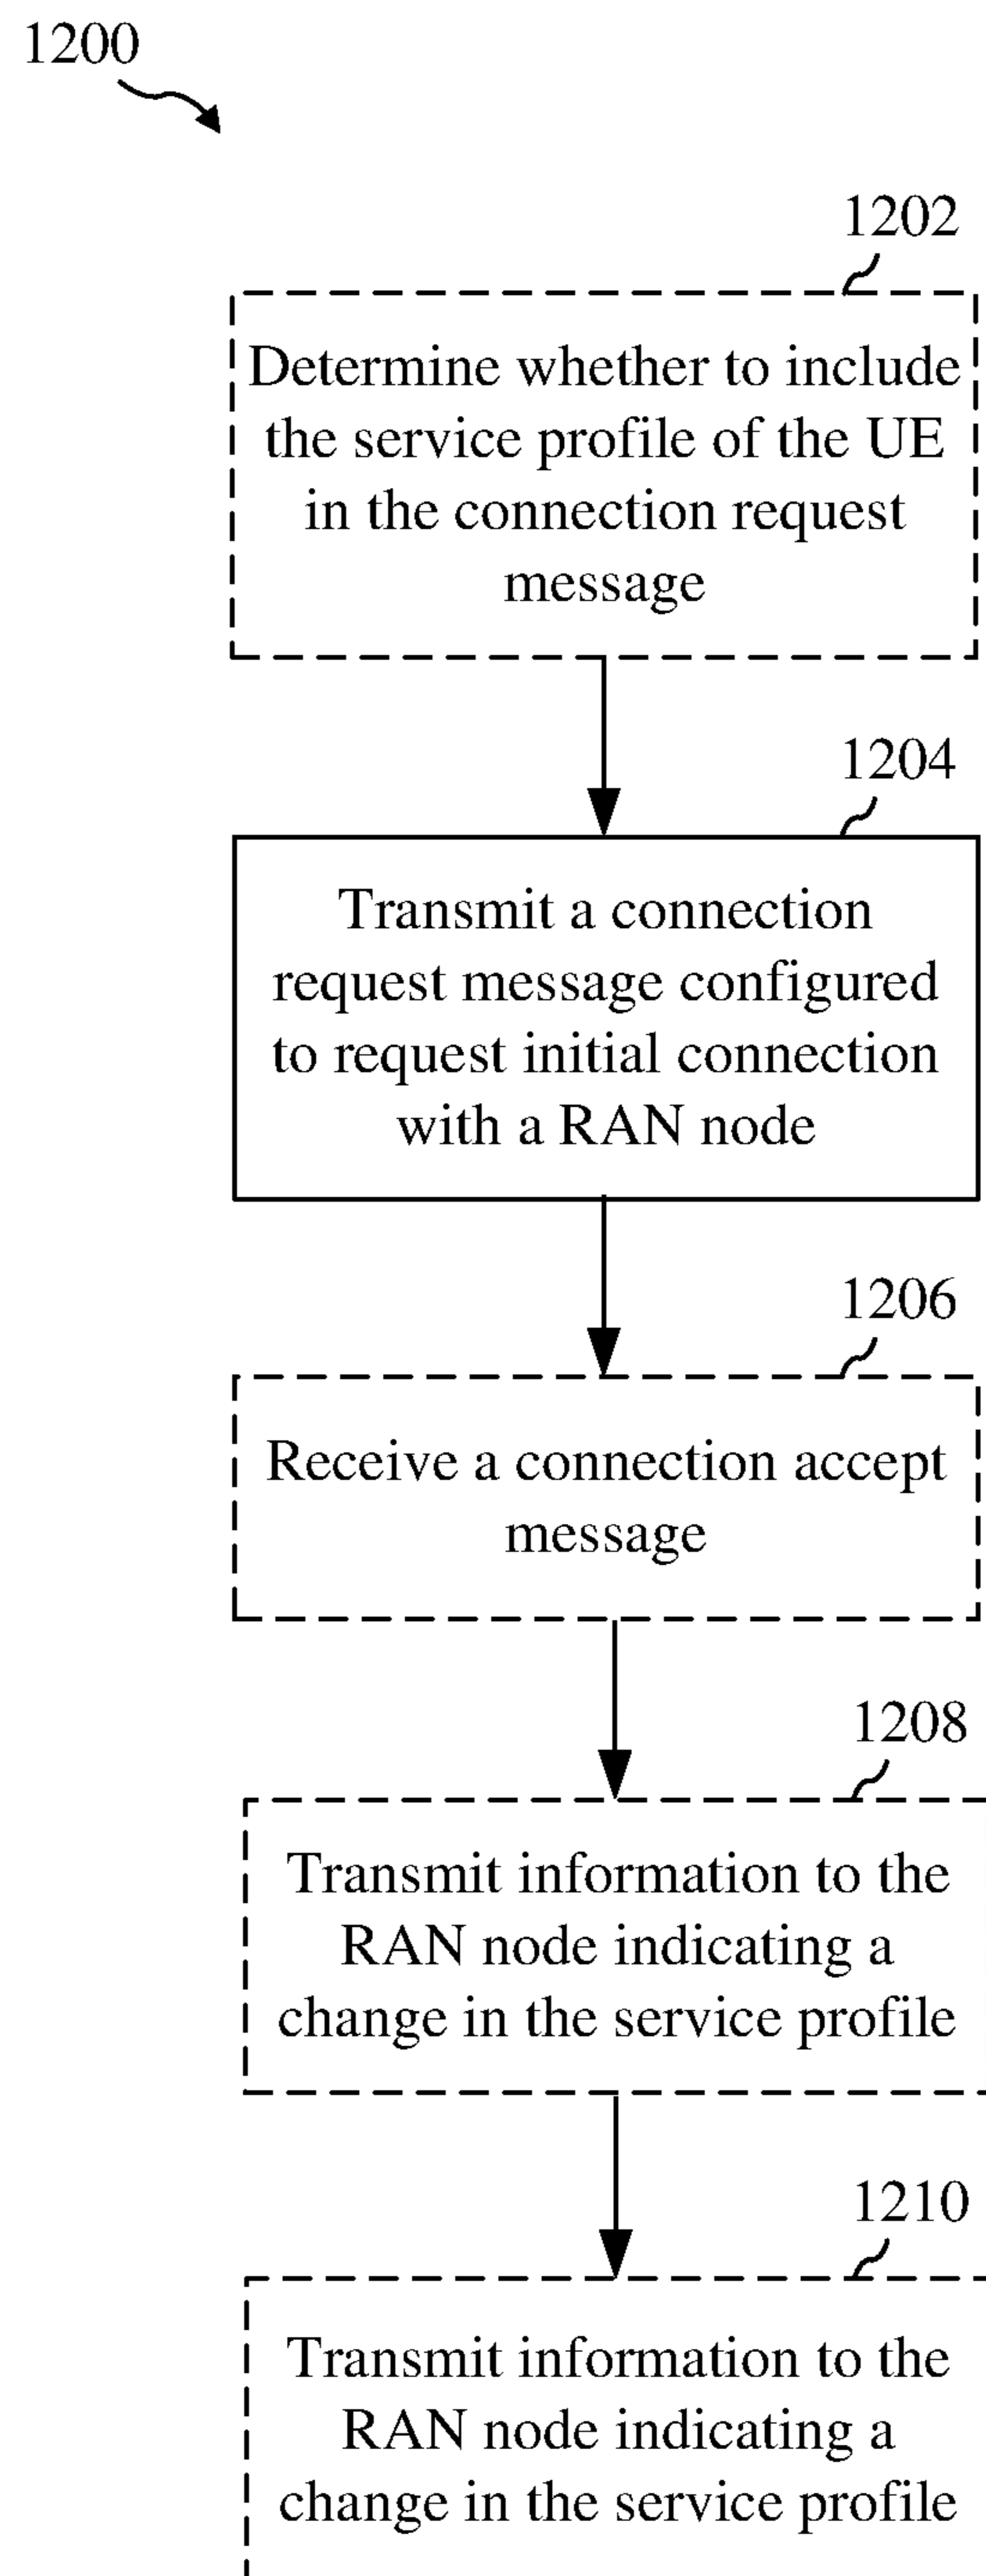 1200
1202
Determine whether to include
the service profile of the UE
in the connection request
message
1204
Transmit a connection
request message configured
to request initial connection
with a RAN node
1206
Receive a connection accept
message
1208
Transmit information to the
RAN node indicating a
change in the service profile
1210
Transmit information to the
RAN node indicating a
change in the service profile